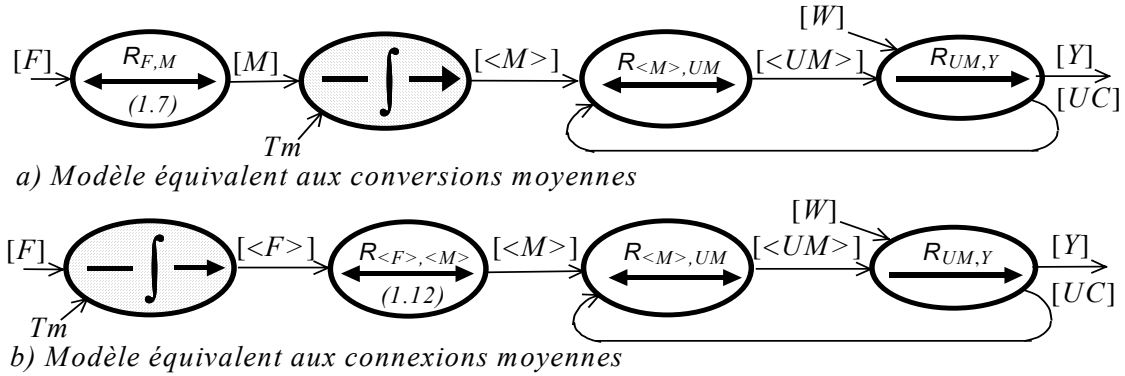 [W]
[F] R_{F,M} [M] ∫ [<M>] R_{<M>,UM} [<UM>] R_{UM,Y} [Y]
(1.7) [UC]
Tm
a) Modèle équivalent aux conversions moyennes
[W]
[F] ∫ [<F>] R_{<F>,<M>} [<M>] R_{<M>,UM} [<UM>] R_{UM,Y} [Y]
(1.12) [UC]
Tm
b) Modèle équivalent aux connexions moyennes